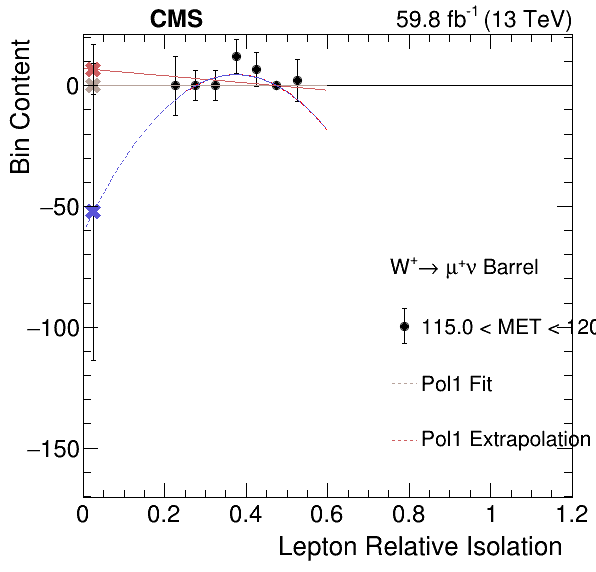 CMS
59.8 fb⁻¹ (13 TeV)
Bin Content
0
−50
−100
−150
W⁺→ μ⁺ν Barrel
115.0 < MET < 120
Pol1 Fit
Pol1 Extrapolation
0 0.2 0.4 0.6 0.8 1 1.2
Lepton Relative Isolation